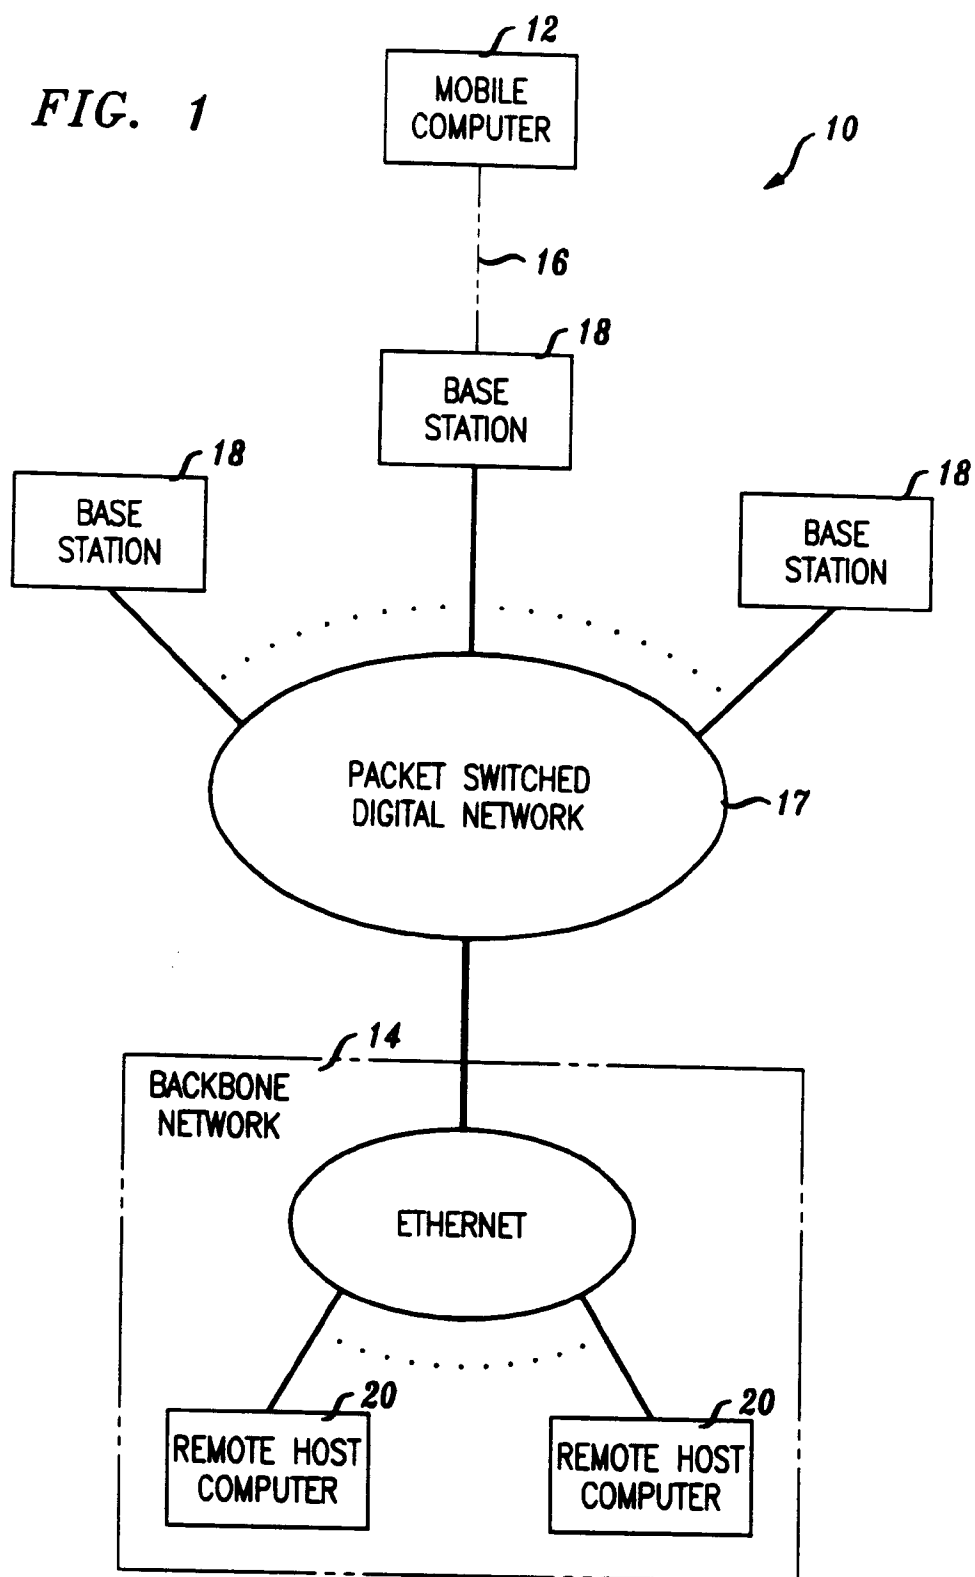 FIG. 1
12
MOBILE
COMPUTER
10
16
18
BASE
STATION
18
BASE
STATION
18
BASE
STATION
PACKET SWITCHED
DIGITAL NETWORK
17
14
BACKBONE
NETWORK
ETHERNET
20
REMOTE HOST
COMPUTER
20
REMOTE HOST
COMPUTER